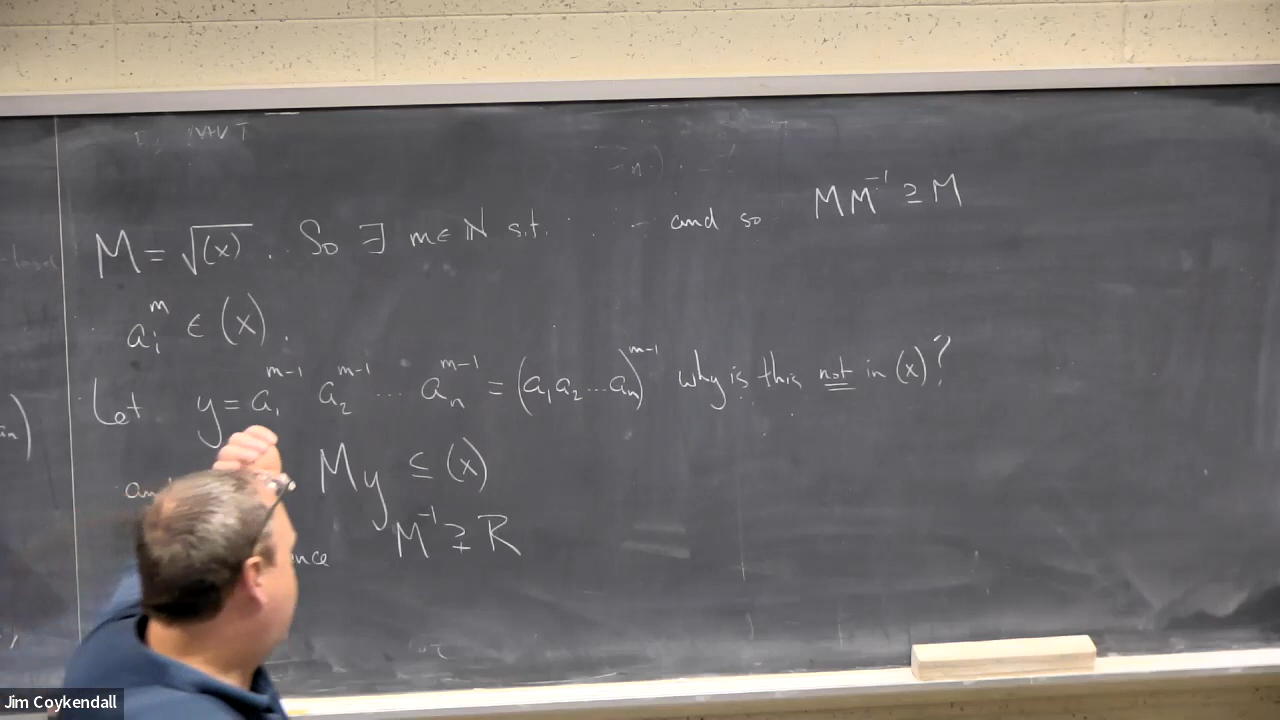 M = √(x) . So ∃ m ∈ ℕ s.t. and so MM⁻¹ ⊇ M
aᵢᵐ ∈ (x).
Let y = a₁ᵐ⁻¹ a₂ᵐ⁻¹ ... aₙᵐ⁻¹ = (a₁a₂...aₙ)ᵐ⁻¹ why is this not in (x)?
My ⊆ (x)
M⁻¹ ⊋ R
Jim Coykendall